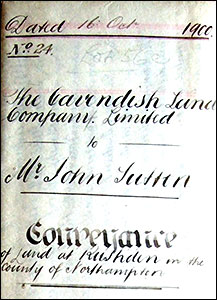 Dated 16 Oct 1900.
No. 24.
The Cavendish Land
Company. Limited
to
Mr. John Sutton
Conveyance
of Land at Rushden in the
County of Northampton